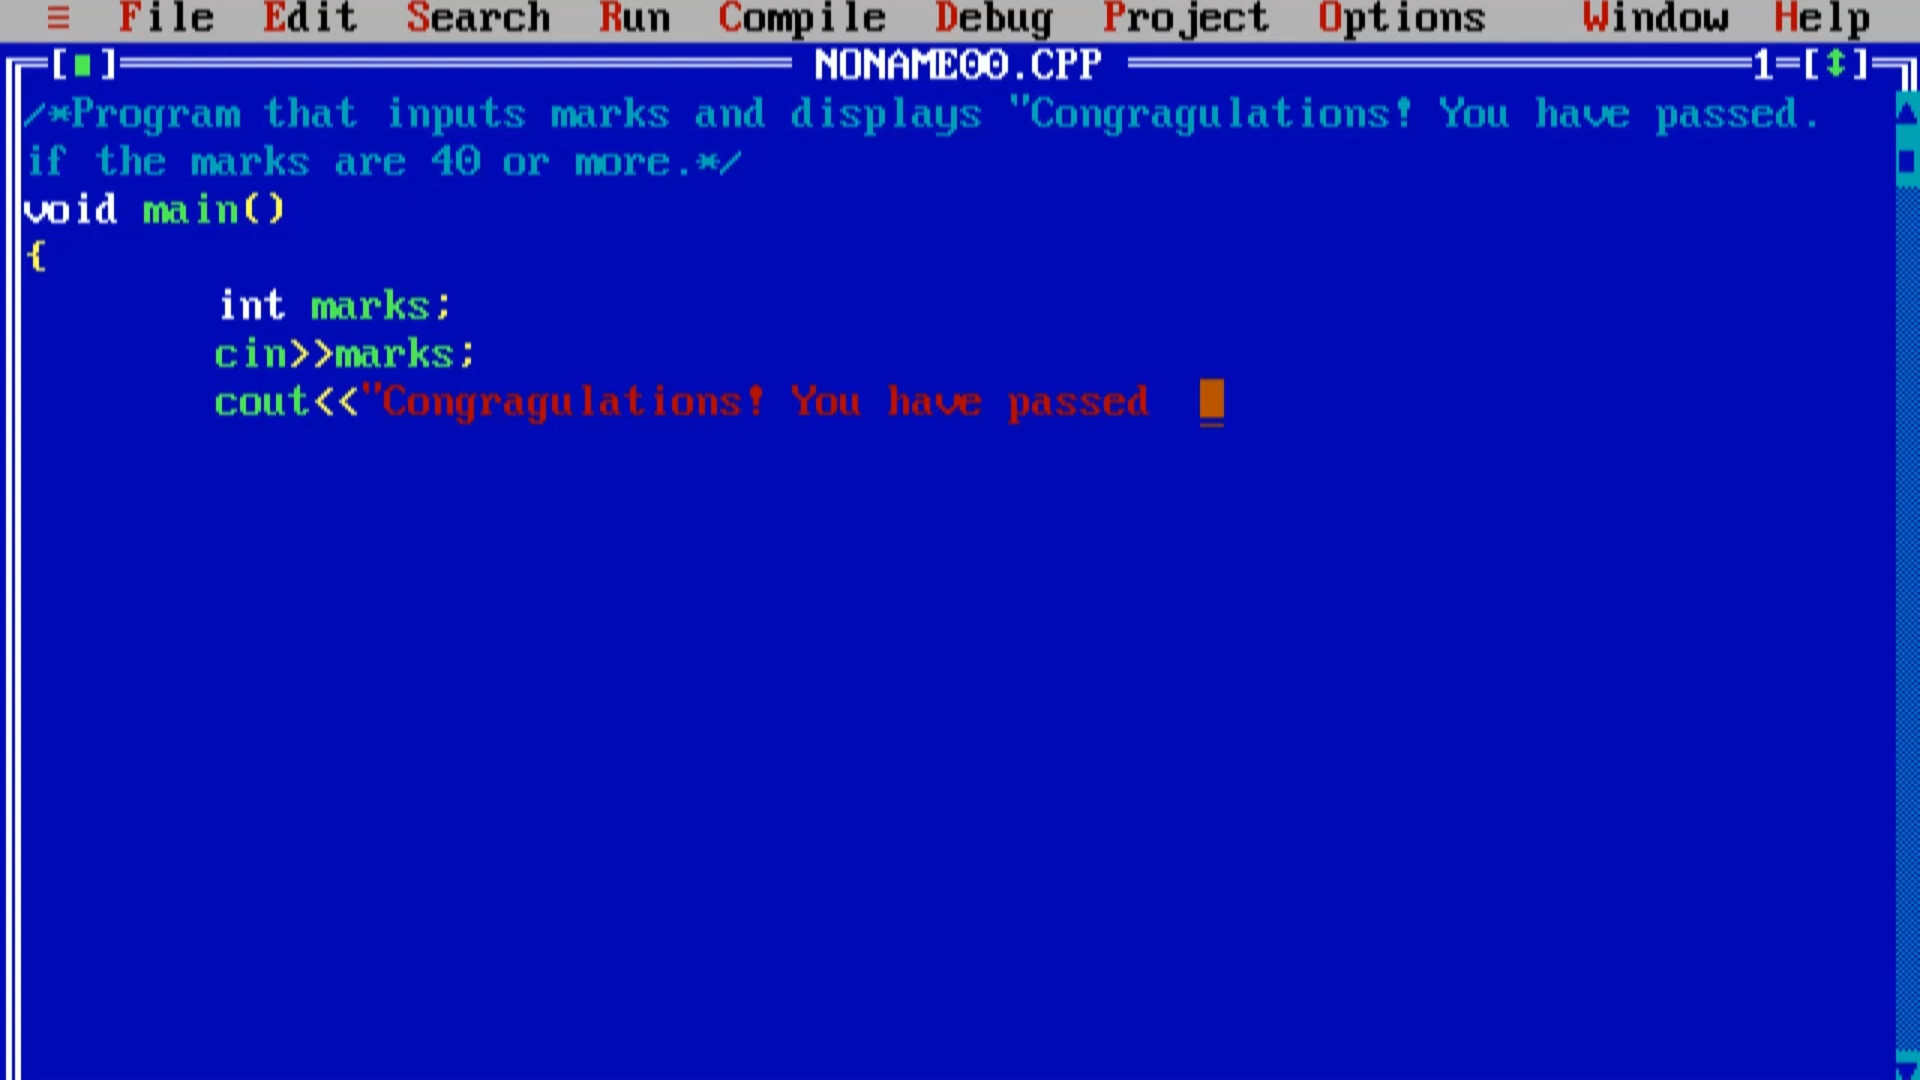 ≡ File Edit Search Run Compile Debug Project Options Window Help
[■] NONAME00.CPP 1=[↕]
/*Program that inputs marks and displays "Congragulations! You have passed.
if the marks are 40 or more.*/
void main()
{
int marks;
cin>>marks;
cout<<"Congragulations! You have passed